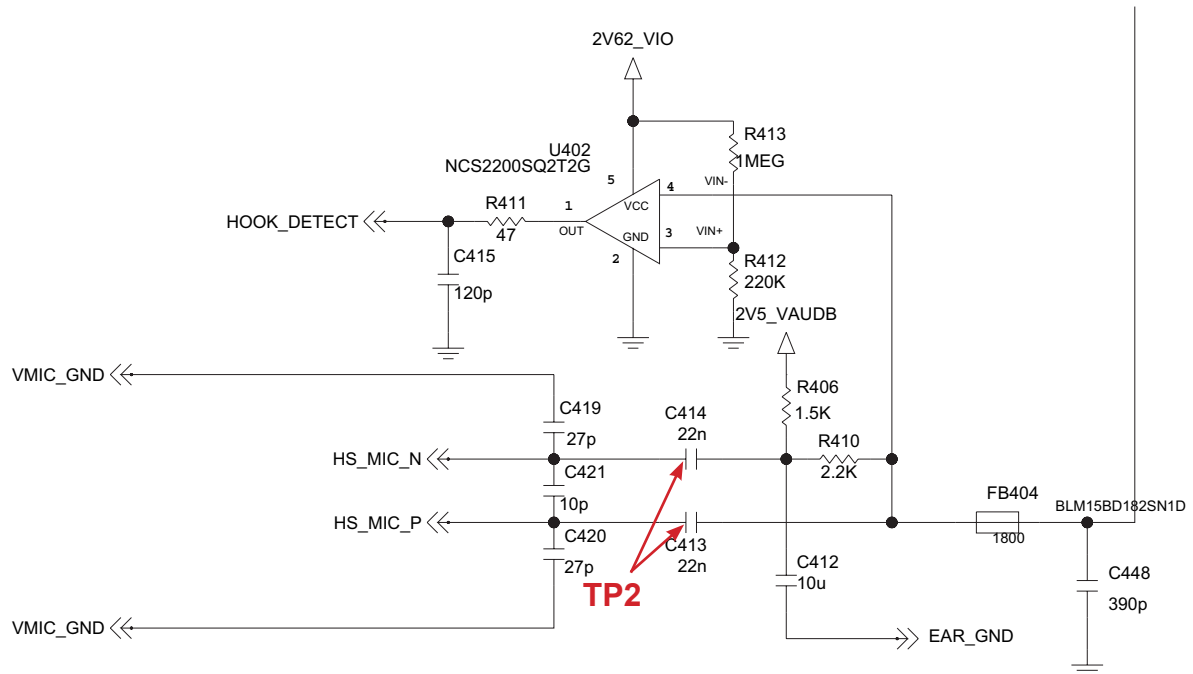 2V62_VIO
R413
1MEG
U402
NCS2200SQ2T2G
5
4
VIN-
VCC
R411
1
HOOK_DETECT
47
OUT
GND
3
VIN+
2
C415
120p
R412
220K
2V5_VAUDB
VMIC_GND
R406
1.5K
C419
27p
C414
22n
R410
2.2K
HS_MIC_N
C421
10p
FB404
BLM15BD182SN1D
HS_MIC_P
1800
C420
27p
C413
22n
C412
10u
C448
390p
TP2
VMIC_GND
EAR_GND